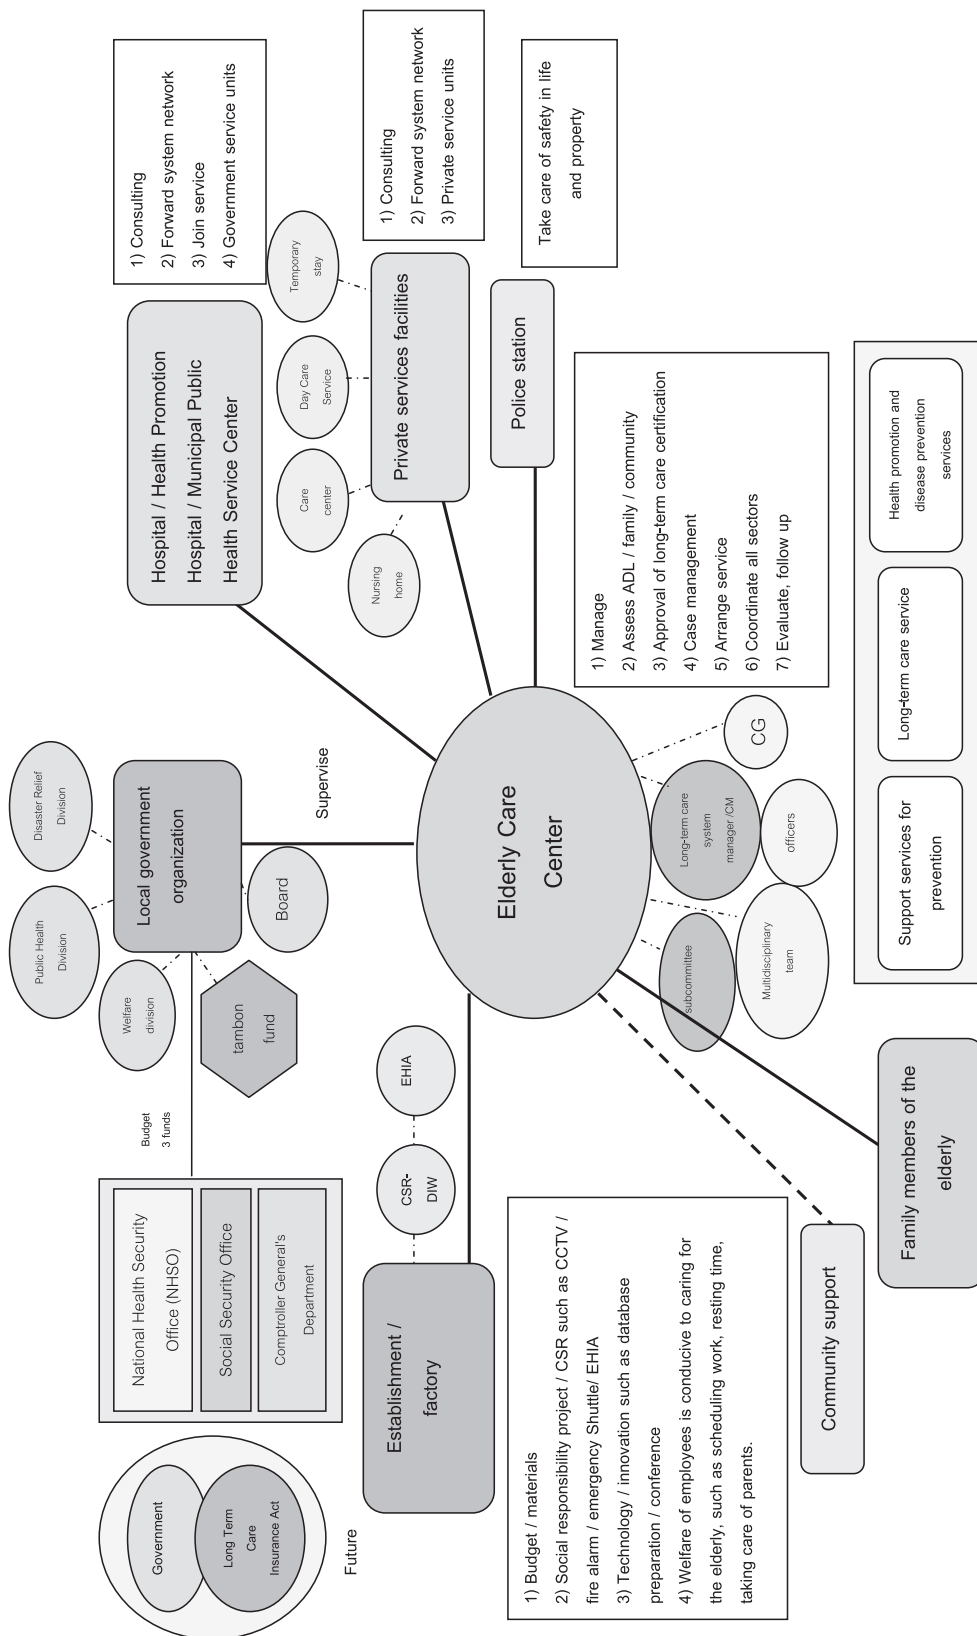 Future
Government
Long Term
Care
Insurance Act
National Health Security
Office (NHSO)
Social Security Office
Comptroller General's
Department
Budget
3 funds
Welfare
division
Public Health
Division
Disaster Relief
Division
Local government
organization
tambon
fund
Board
Supervise
Hospital / Health Promotion
Hospital / Municipal Public
Health Service Center
1) Consulting
2) Forward system network
3) Join service
4) Government service units
Nursing
home
Care
center
Day Care
Service
Temporary
stay
Private services facilities
1) Consulting
2) Forward system network
3) Private service units
Police station
Take care of safety in life
and property
Establishment /
factory
CSR-
DIW
EHIA
Elderly Care
Center
1) Budget / materials
2) Social responsibility project / CSR such as CCTV /
fire alarm / emergency Shuttle/ EHIA
3) Technology / innovation such as database
preparation / conference
4) Welfare of employees is conducive to caring for
the elderly, such as scheduling work, resting time,
taking care of parents.
1) Manage
2) Assess ADL / family / community
3) Approval of long-term care certification
4) Case management
5) Arrange service
6) Coordinate all sectors
7) Evaluate, follow up
subcommittee
Multidisciplinary
team
Long-term care
system
manager /CM
officers
CG
Community support
Family members of the
elderly
Support services for
prevention
Long-term care service
Health promotion and
disease prevention
services